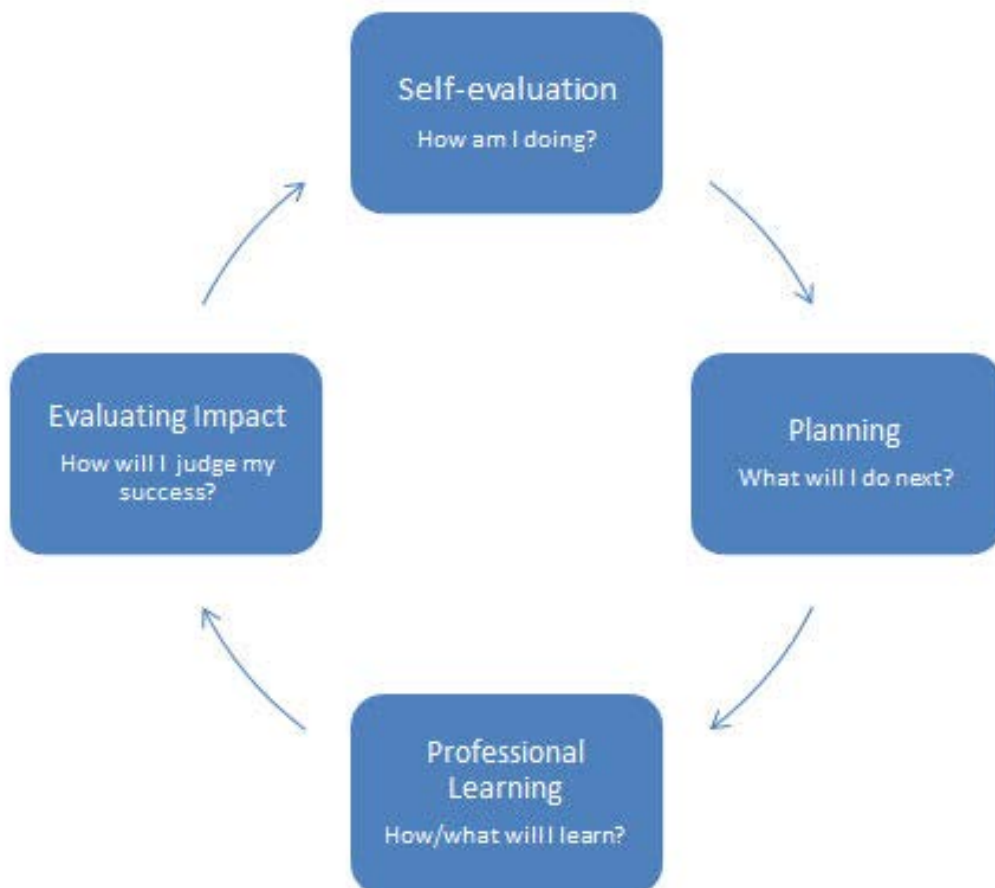 Self-evaluation
How am I doing?
Planning
What will I do next?
Professional
Learning
How/what will I learn?
Evaluating Impact
How will I judge my
success?